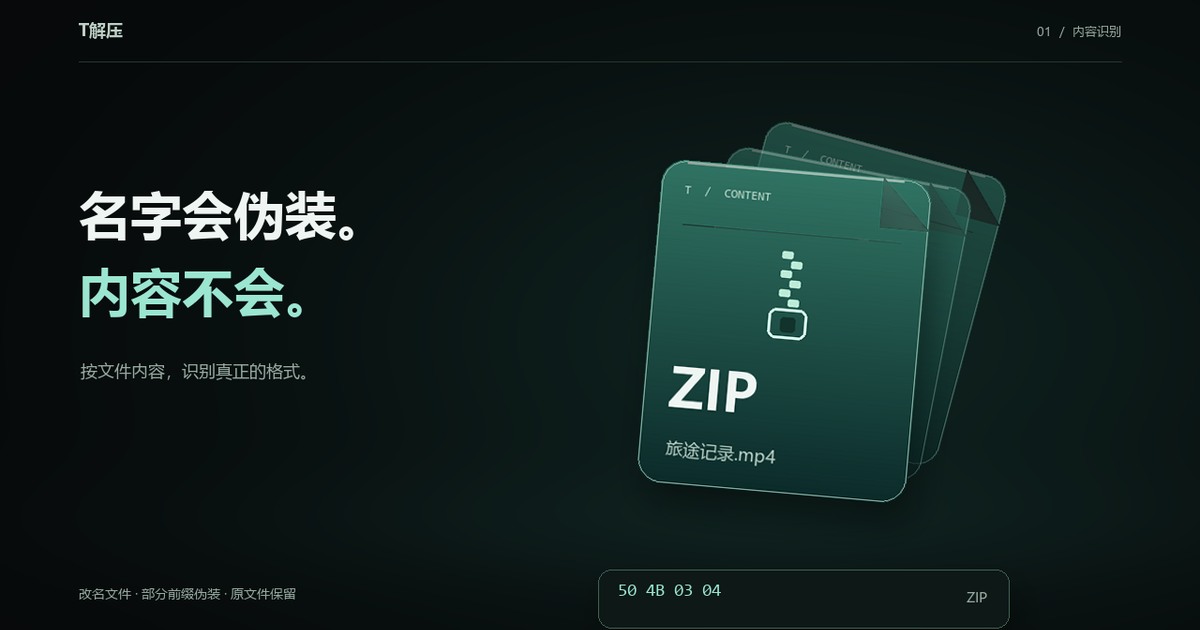 T解压
01 / 内容识别
名字会伪装。
内容不会。
按文件内容，识别真正的格式。
T / CONTENT
T / CONTENT
ZIP
旅途记录.mp4
改名文件 · 部分前缀伪装 · 原文件保留
50 4B 03 04
ZIP